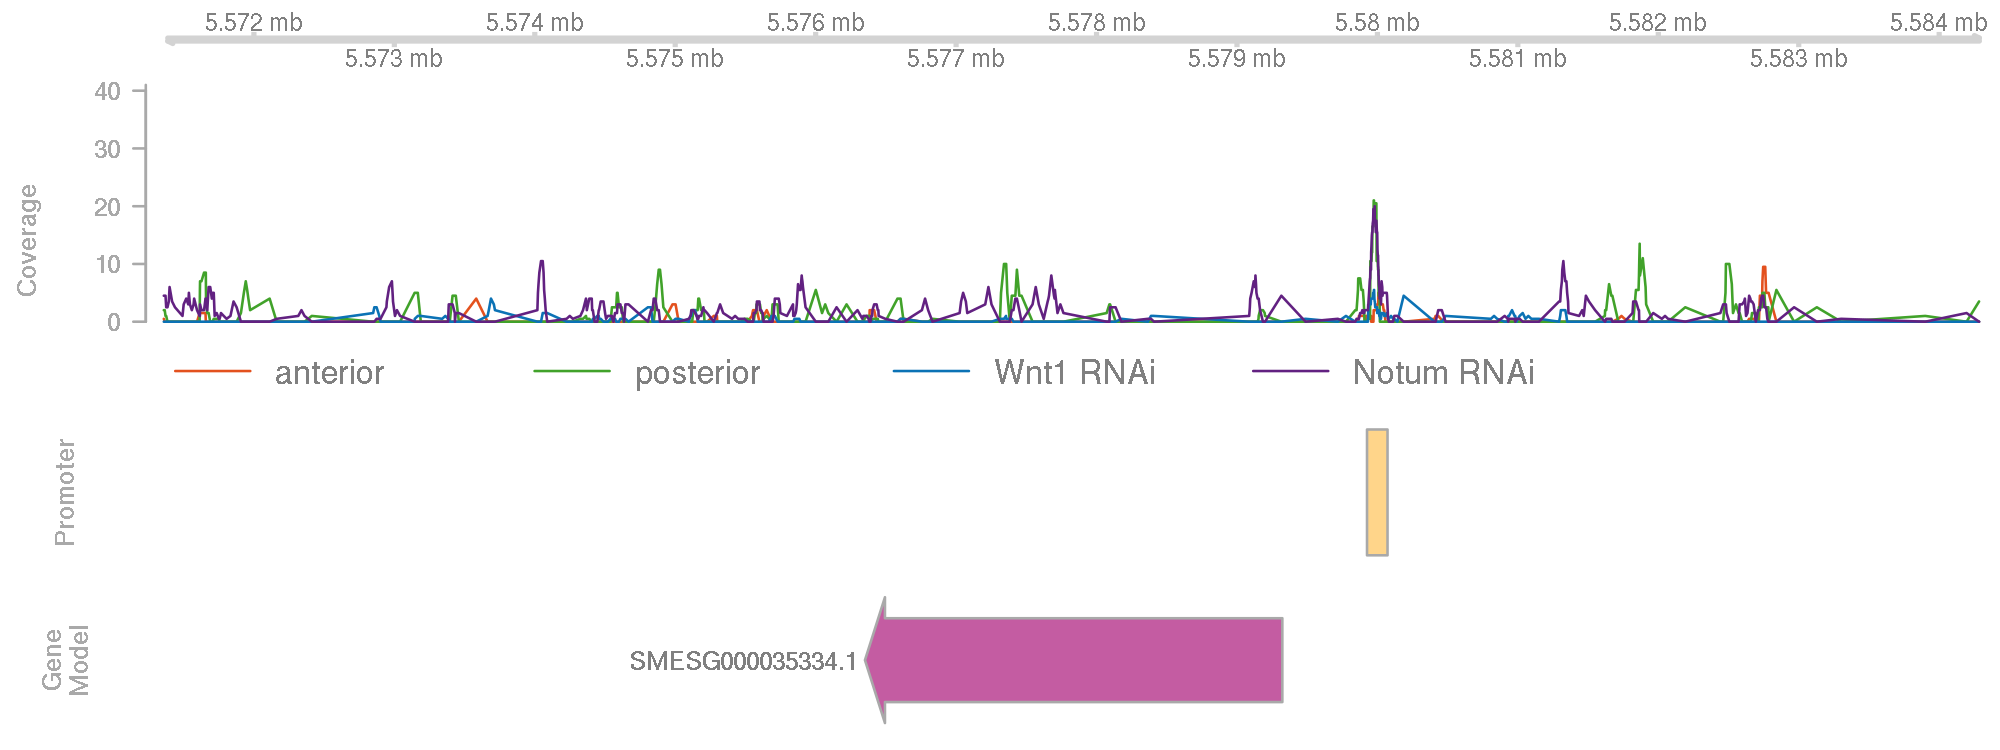 5.572 mb 5.574 mb 5.576 mb 5.578 mb 5.58 mb 5.582 mb 5.584 mb
5.573 mb 5.575 mb 5.577 mb 5.579 mb 5.581 mb 5.583 mb
40
30
20
10
0
Coverage
anterior posterior Wnt1 RNAi Notum RNAi
Promoter
Gene
Model
SMESG000035334.1